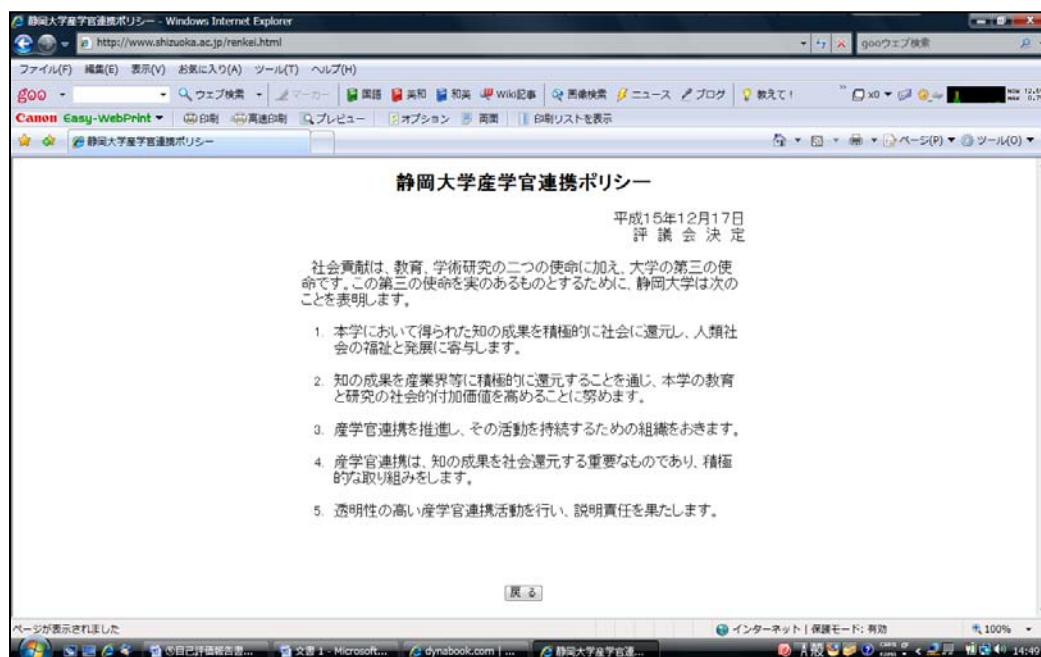 静岡大学産学官連携ポリシー - Windows Internet Explorer
http://www.shizuoka.ac.jp/renkei.html
gooウェブ検索
ファイル(F) 編集(E) 表示(V) お気に入り(A) ツール(T) ヘルプ(H)
goo ウェブ検索 マーカー 国語 英和 和英 Wiki記事 画像検索 ニュース ブログ 教えて! x0
Canon Easy-WebPrint 印刷 高速印刷 プレビュー オプション 両面 印刷リストを表示
静岡大学産学官連携ポリシー ページ(P) ツール(O)
静岡大学産学官連携ポリシー
平成15年12月17日
評 議 会 決 定
社会貢献は、教育、学術研究の二つの使命に加え、大学の第三の使
命です。この第三の使命を実のあるものとするために、静岡大学は次の
ことを表明します。
1. 本学において得られた知の成果を積極的に社会に還元し、人類社
会の福祉と発展に寄与します。
2. 知の成果を産業界等に積極的に還元することを通じ、本学の教育
と研究の社会的付加価値を高めることに努めます。
3. 産学官連携を推進し、その活動を持続するための組織をおきます。
4. 産学官連携は、知の成果を社会還元する重要なものであり、積極
的な取り組みをします。
5. 透明性の高い産学官連携活動を行い、説明責任を果たします。
戻 る
ページが表示されました
インターネット | 保護モード: 有効 100%
①自己評価報告書... 文書 1 - Microsoft... dynabook.com | ... 静岡大学産学官連... A 般 14:49